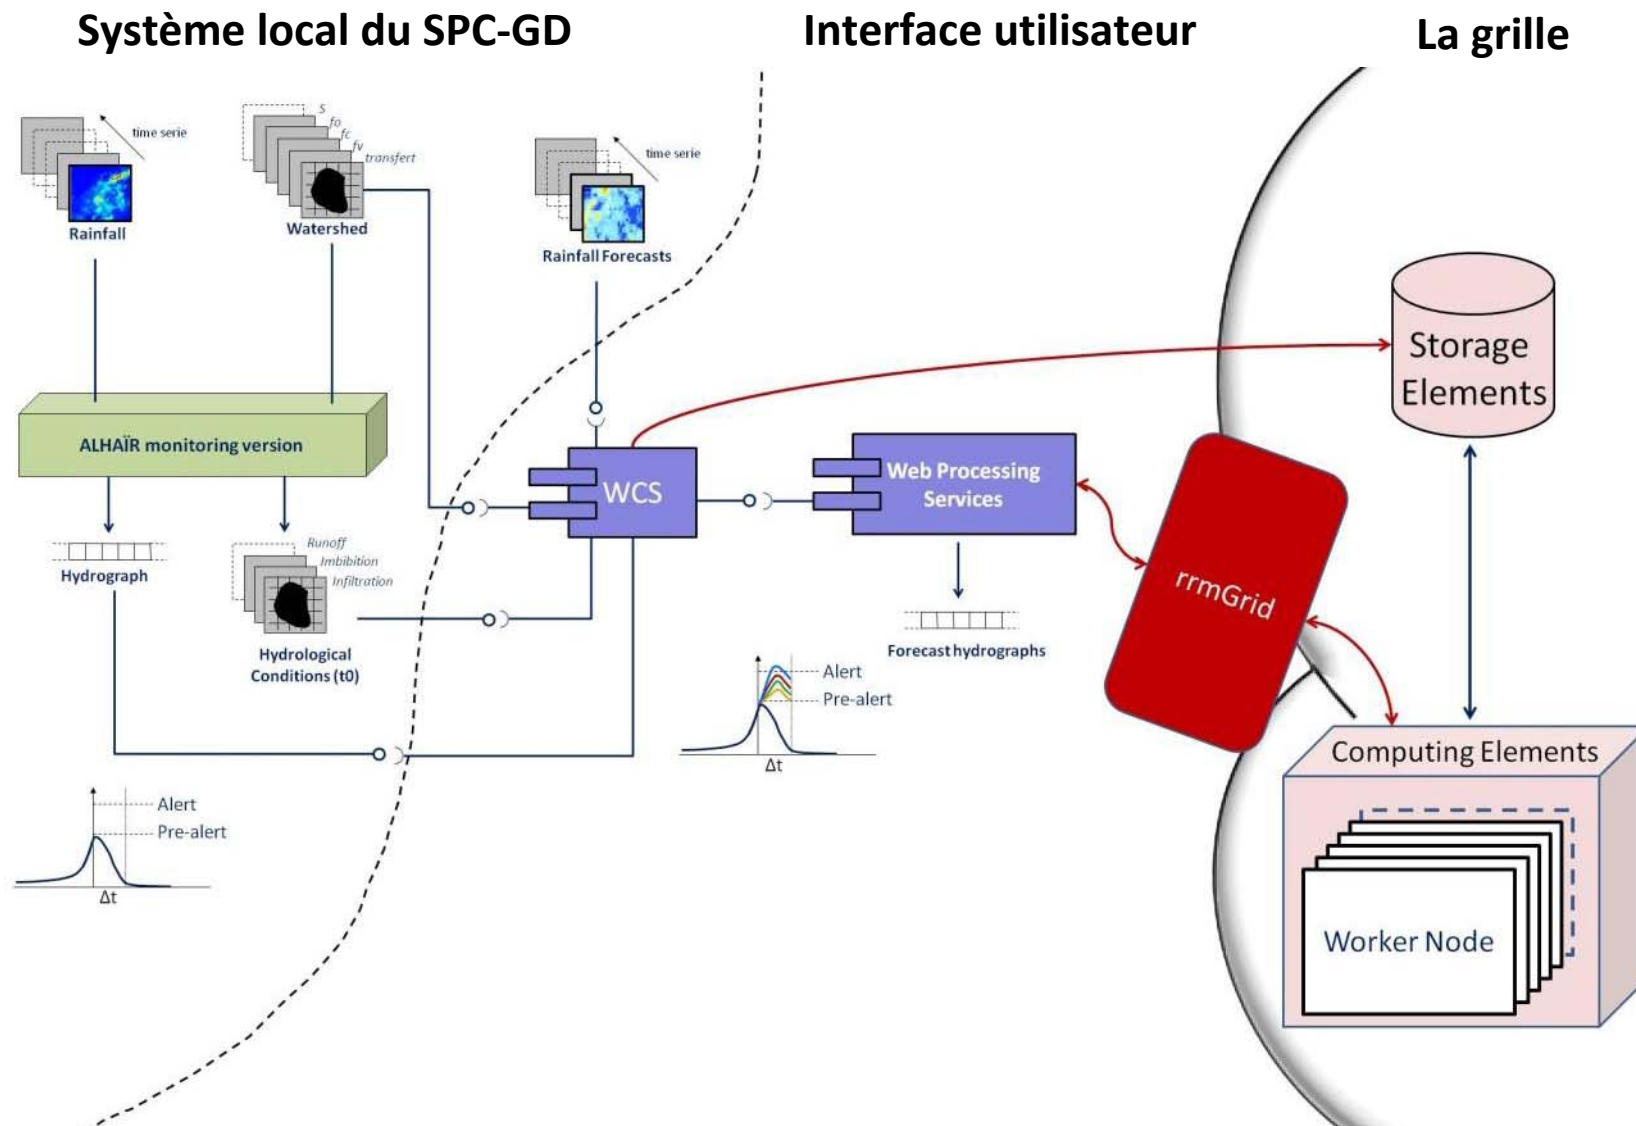 Système local du SPC-GD
Interface utilisateur
La grille
time serie
Rainfall
S
fo
fc
fv
transfert
Watershed
time serie
Rainfall Forecasts
ALHAÏR monitoring version
Hydrograph
Runoff
Imbibition
Infiltration
Hydrological
Conditions (t0)
Alert
Pre-alert
Δt
WCS
Web Processing
Services
Forecast hydrographs
Alert
Pre-alert
Δt
rrmGrid
Storage
Elements
Computing Elements
Worker Node